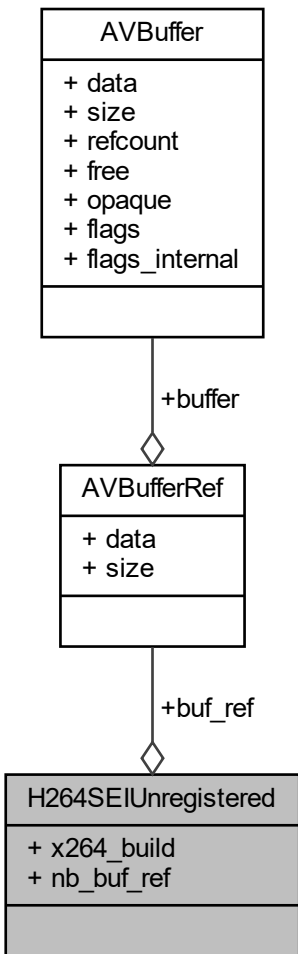 AVBuffer
+ data
+ size
+ refcount
+ free
+ opaque
+ flags
+ flags_internal
+buffer
AVBufferRef
+ data
+ size
+buf_ref
H264SEIUnregistered
+ x264_build
+ nb_buf_ref